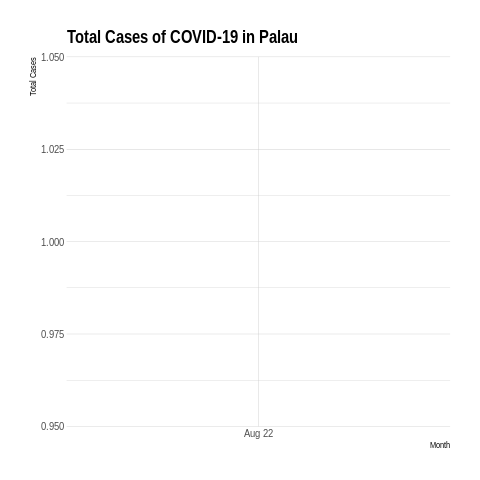 Total Cases of COVID-19 in Palau
Total Cases
1.050
1.025
1.000
0.975
0.950
Aug 22
Month